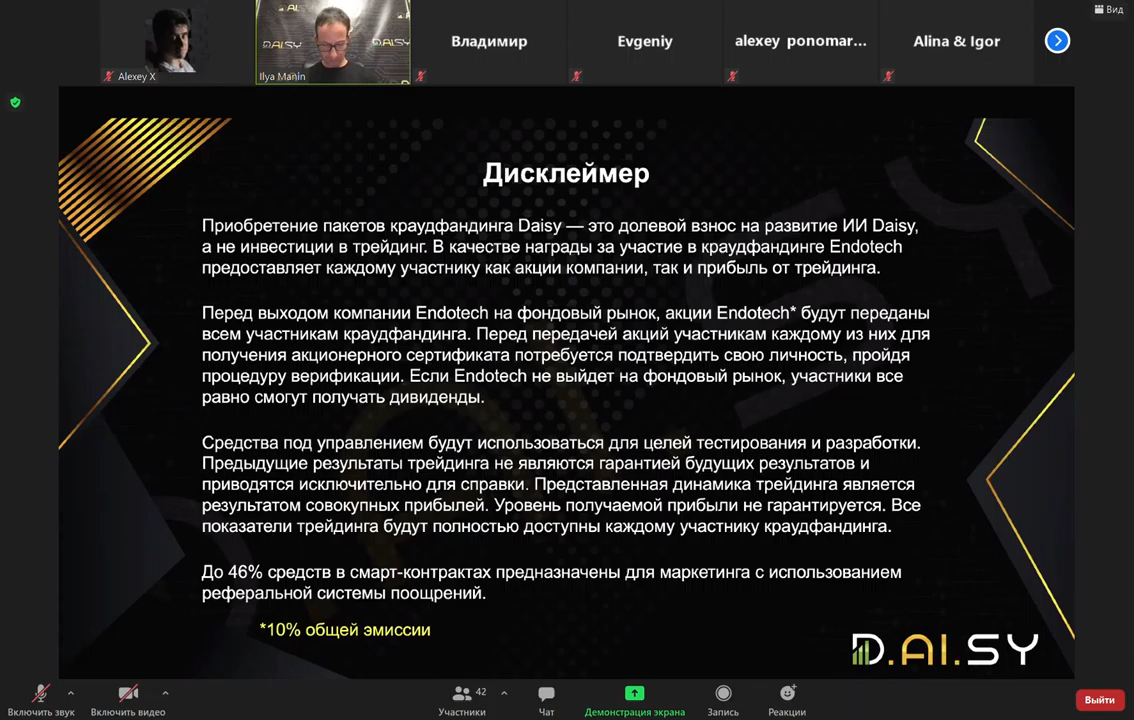 Вид
Alexey X
D.AI.SY
D.AI.SY
Ilya Manin
Владимир
Evgeniy
alexey ponomar...
Alina & Igor
Дисклеймер
Приобретение пакетов краудфандинга Daisy — это долевой взнос на развитие ИИ Daisy,
а не инвестиции в трейдинг. В качестве награды за участие в краудфандинге Endotech
предоставляет каждому участнику как акции компании, так и прибыль от трейдинга.
Перед выходом компании Endotech на фондовый рынок, акции Endotech* будут переданы
всем участникам краудфандинга. Перед передачей акций участникам каждому из них для
получения акционерного сертификата потребуется подтвердить свою личность, пройдя
процедуру верификации. Если Endotech не выйдет на фондовый рынок, участники все
равно смогут получать дивиденды.
Средства под управлением будут использоваться для целей тестирования и разработки.
Предыдущие результаты трейдинга не являются гарантией будущих результатов и
приводятся исключительно для справки. Представленная динамика трейдинга является
результатом совокупных прибылей. Уровень получаемой прибыли не гарантируется. Все
показатели трейдинга будут полностью доступны каждому участнику краудфандинга.
До 46% средств в смарт-контрактах предназначены для маркетинга с использованием
реферальной системы поощрений.
*10% общей эмиссии
D.AI.SY
Включить звук
Включить видео
42
Участники
Чат
Демонстрация экрана
Запись
Реакции
Выйти